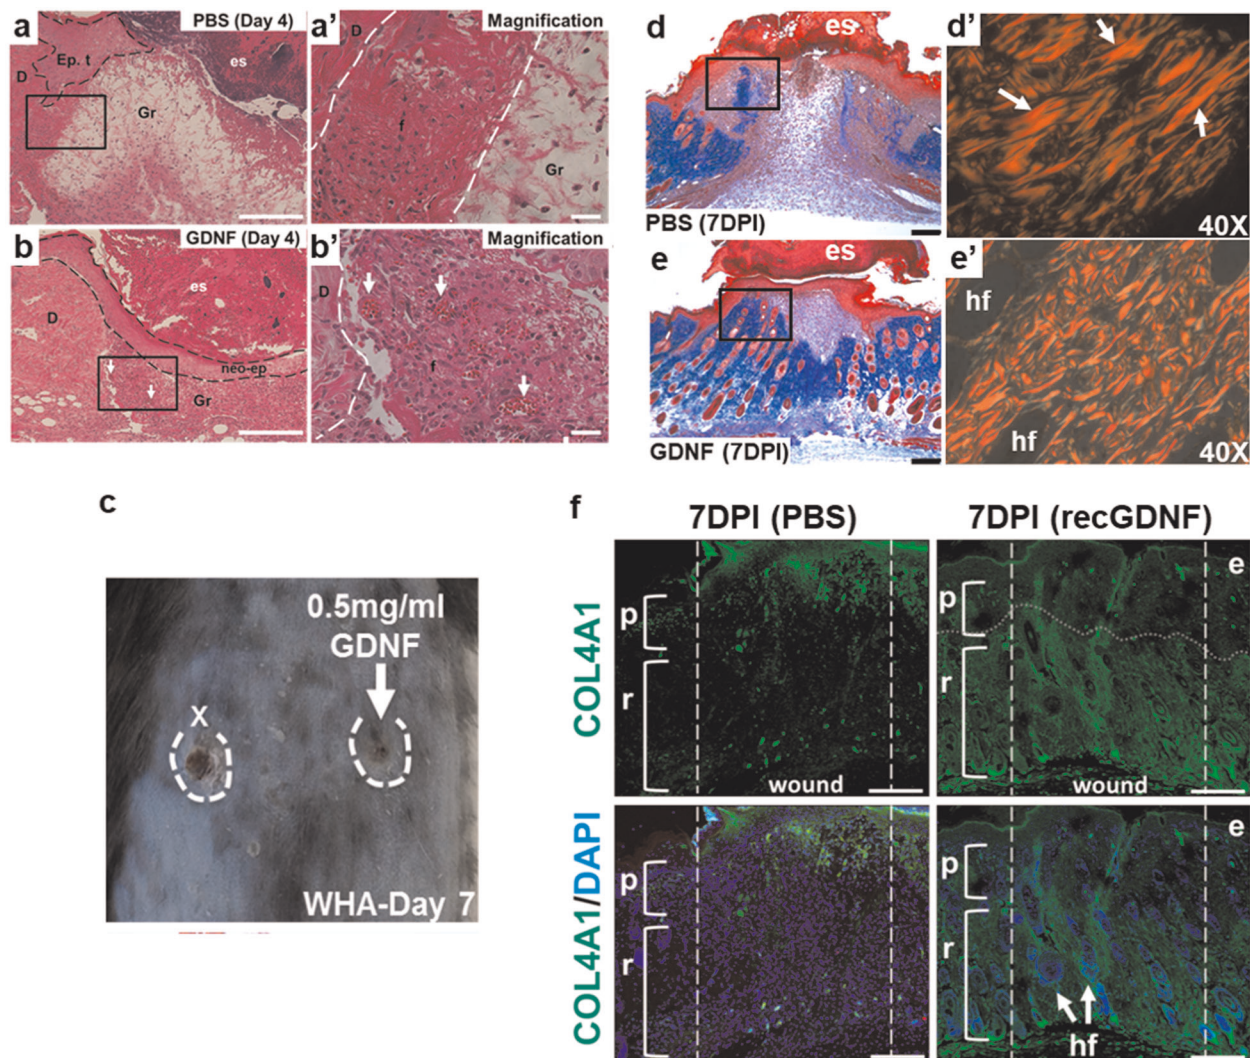 a
PBS (Day 4)
D
Ep. t
es
Gr
a'
Magnification
D
f
Gr
b
GDNF (Day 4)
es
D
neo-ep
Gr
b'
Magnification
D
f
c
0.5mg/ml
GDNF
X
WHA-Day 7
d
es
PBS (7DPI)
d'
40X
e
es
GDNF (7DPI)
e'
hf
hf
40X
f
7DPI (PBS)
7DPI (recGDNF)
COL4A1
p
r
wound
e
p
r
wound
COL4A1/DAPI
p
r
e
p
r
hf